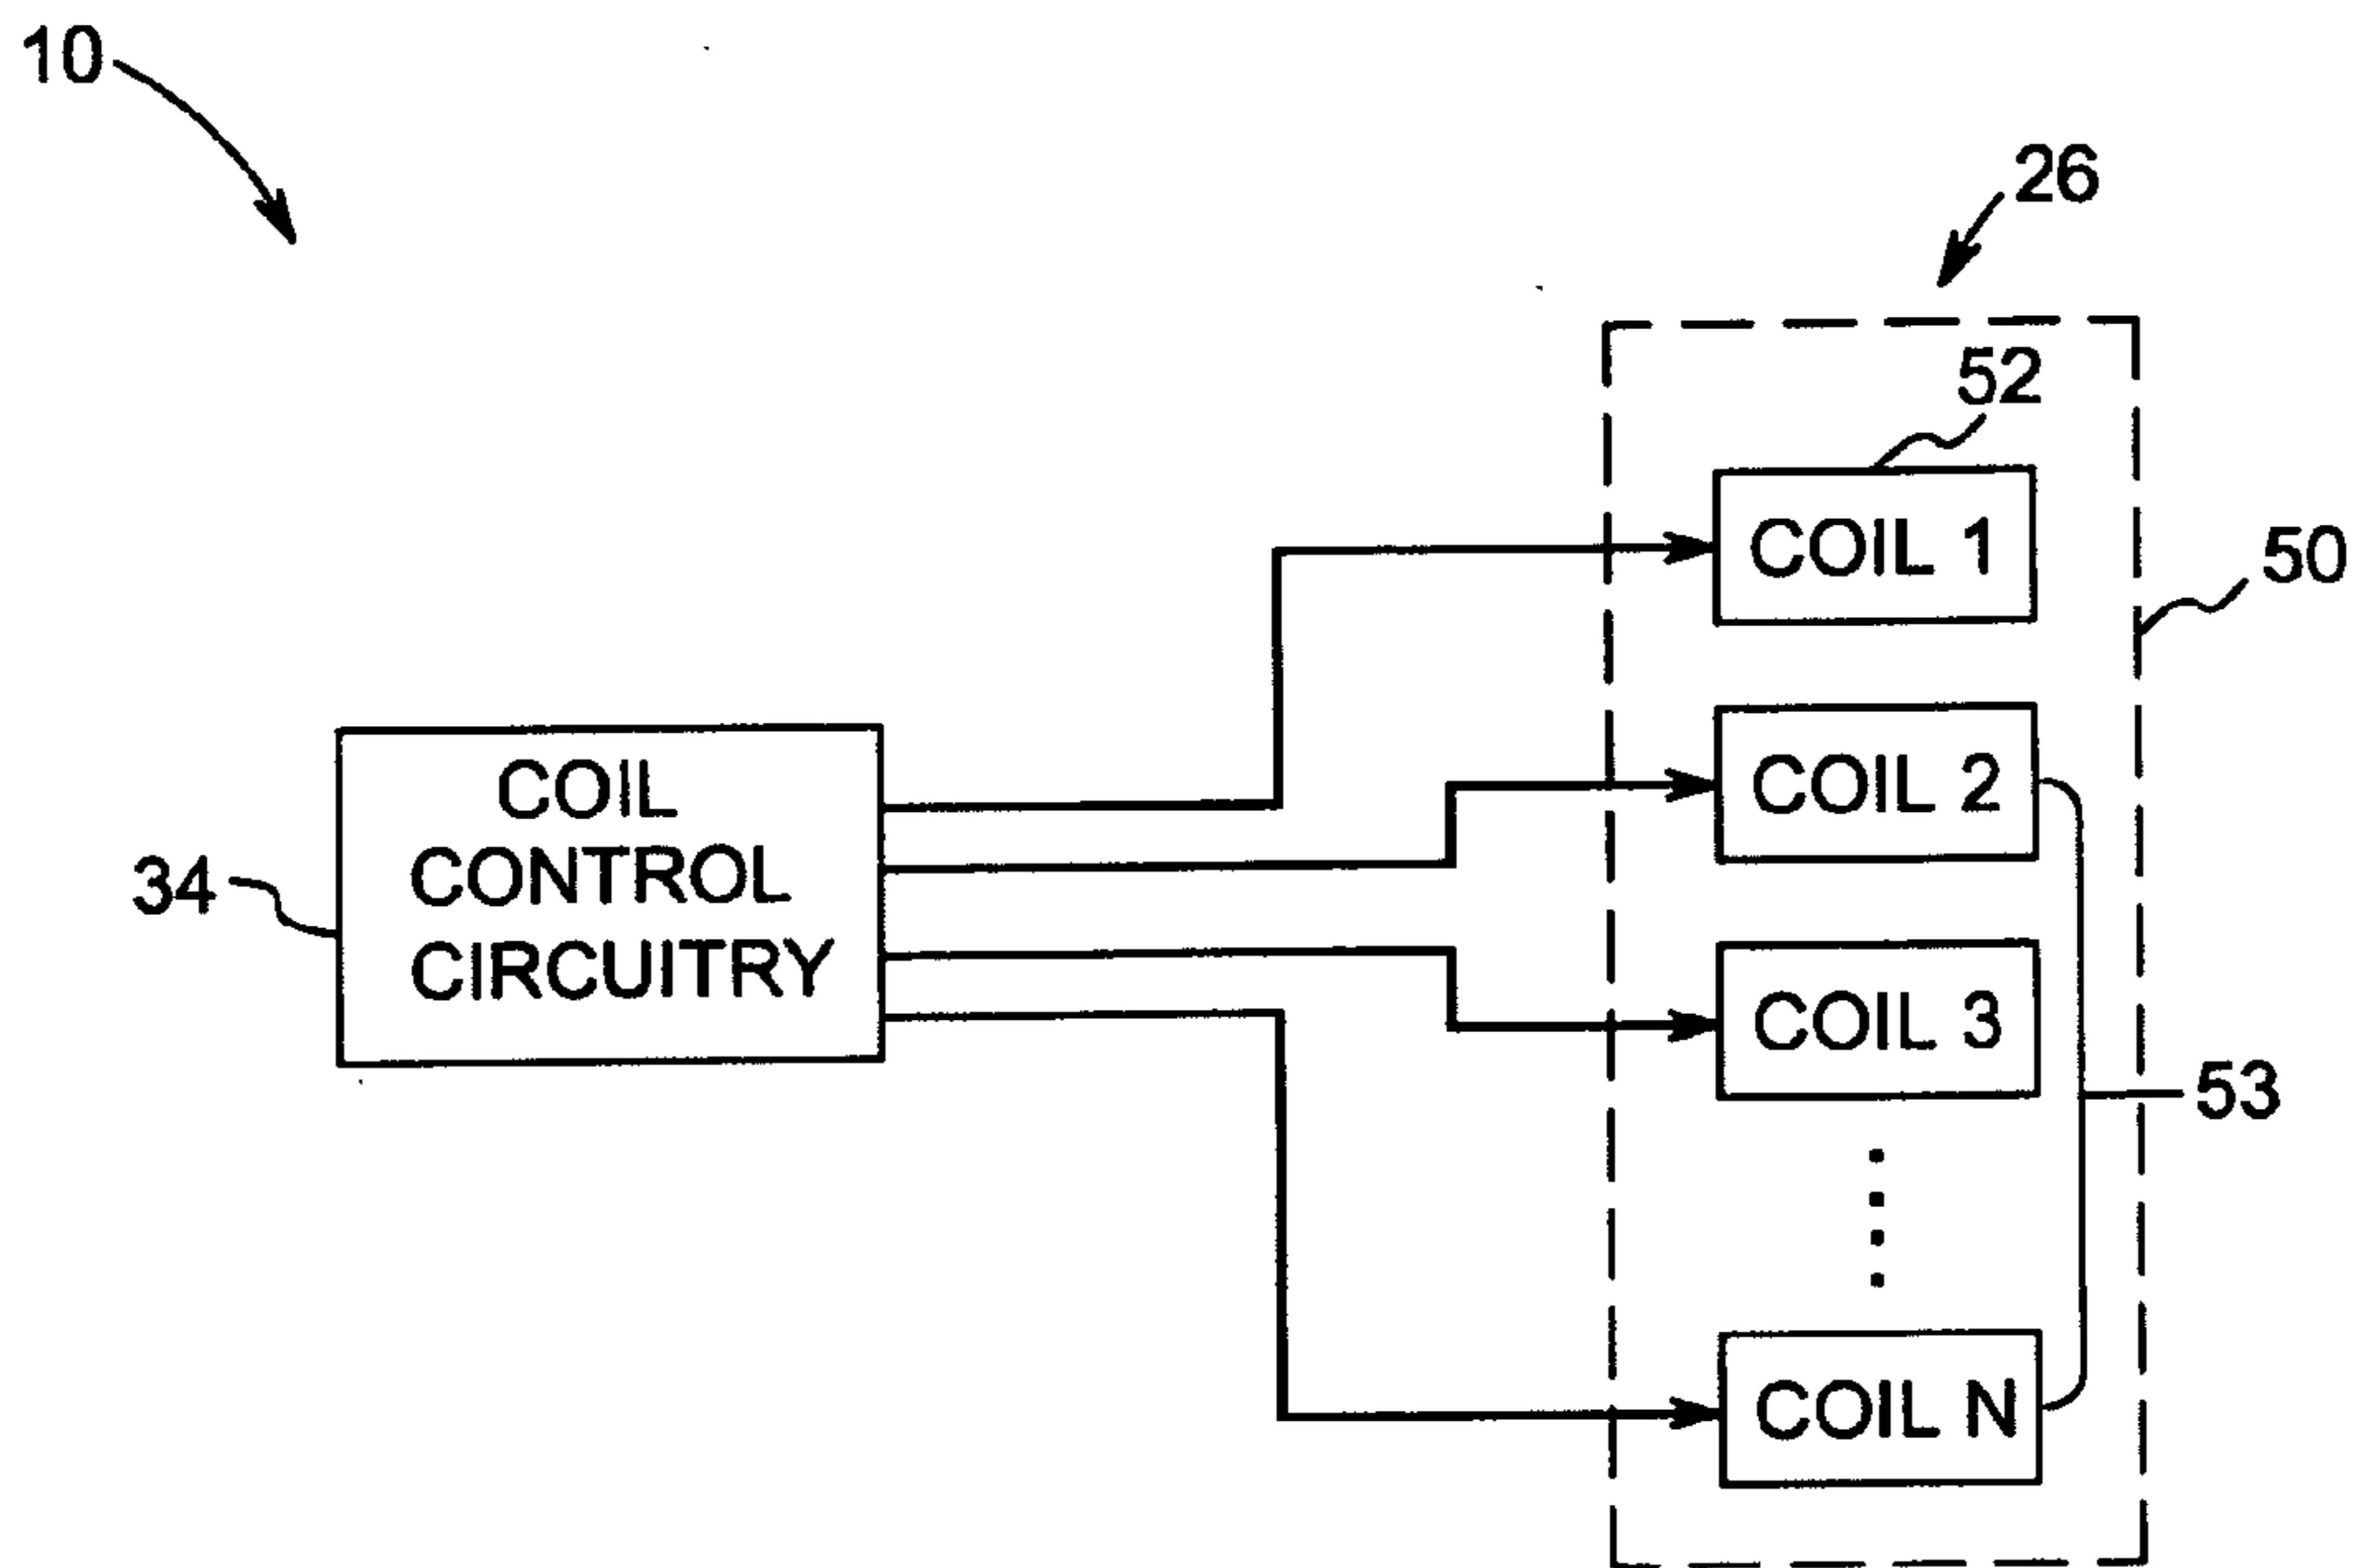 10
26
52
COIL 1
50
COIL 2
COIL
CONTROL
CIRCUITRY
34
COIL 3
53
COIL N